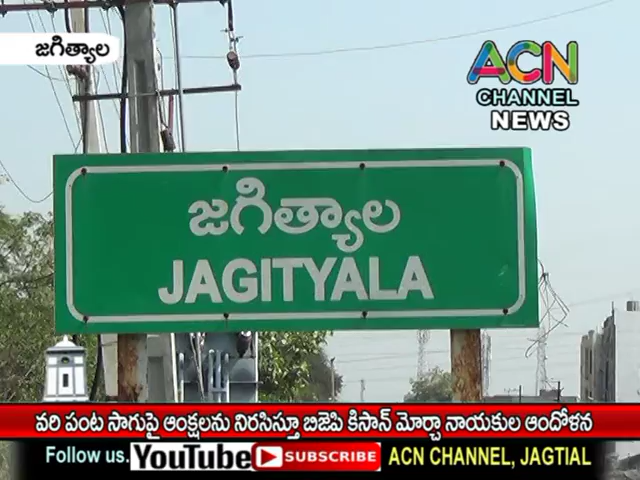 జగిత్యాల
ACN
CHANNEL
NEWS
జగిత్యాల
JAGITYALA
వరి పంట సాగుపై ఆంక్షలను నిరసిస్తూ బిజెపి కిసాన్ మోర్చా నాయకుల ఆందోళన
Follow us. YouTube SUBSCRIBE ACN CHANNEL, JAGTIAL